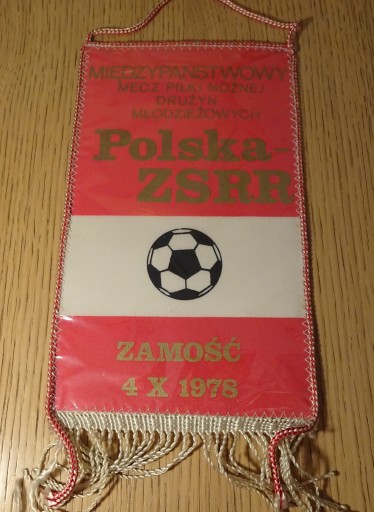 MIĘDZYPAŃSTWOWY
MECZ PIŁKI NOŻNEJ
DRUŻYN
MŁODZIEŻOWYCH
Polska-
ZSRR
ZAMOŚĆ
4 X 1978